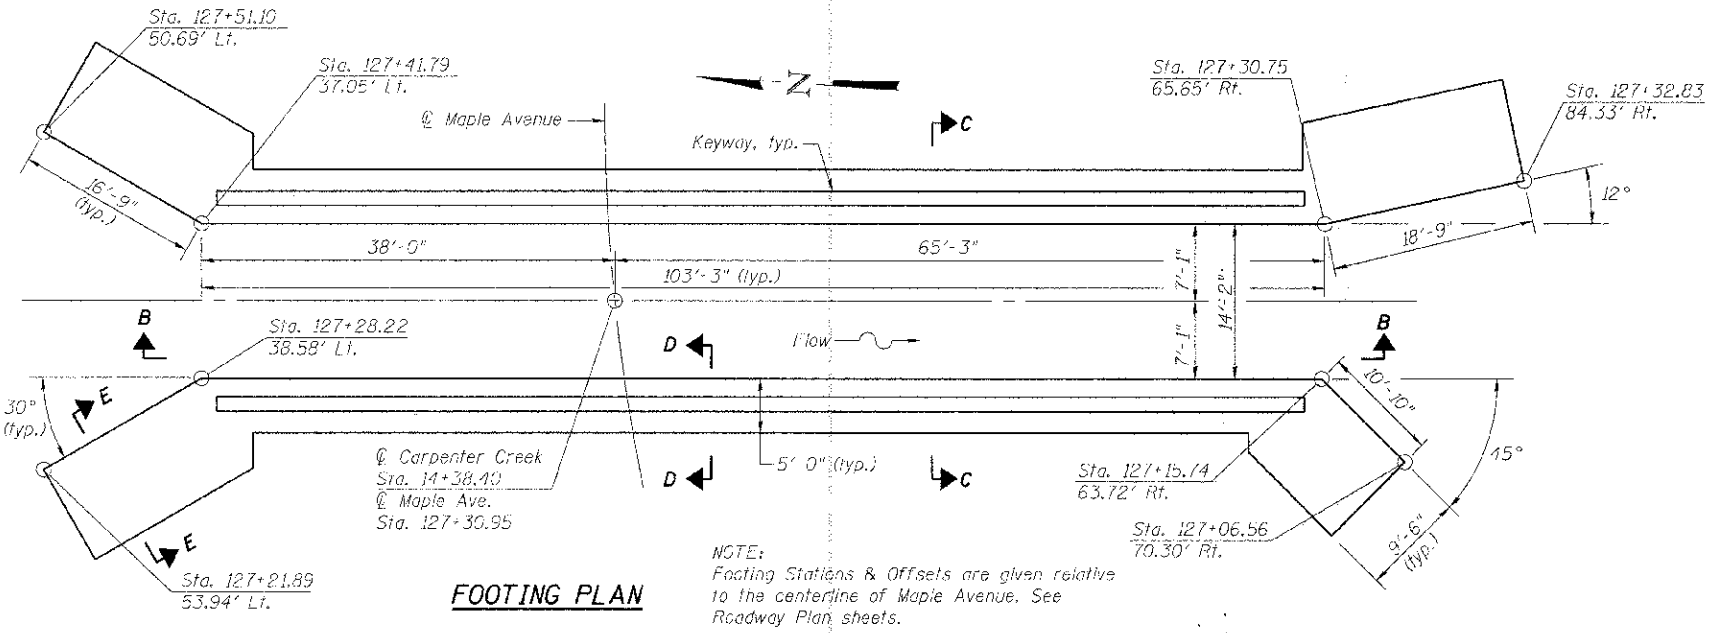 Sta. 127+51.10
50.69' Lt.
Sta. 127+41.79
37.05' Lt.
℄ Maple Avenue
N
Keyway, typ.
C
Sta. 127+30.75
65.65' Rt.
Sta. 127+32.83
84.33' Rt.
16'-9"
(typ.)
12°
18'-9"
38'-0"
65'-3"
103'-3" (typ.)
7'-1"
14'-2"
7'-1"
B
Sta. 127+28.22
38.58' Lt.
D
Flow
B
10'-10"
30°
(typ.)
E
℄ Carpenter Creek
Sta. 14+38.40
℄ Maple Ave.
Sta. 127+30.95
5' 0" (typ.)
D
C
Sta. 127+15.74
63.72' Rt.
45°
Sta. 127+06.56
70.30' Rt.
9'-6"
(typ.)
E
Sta. 127+21.89
53.94' Lt.
FOOTING PLAN
NOTE:
Footing Stations & Offsets are given relative
to the centerline of Maple Avenue. See
Roadway Plan sheets.